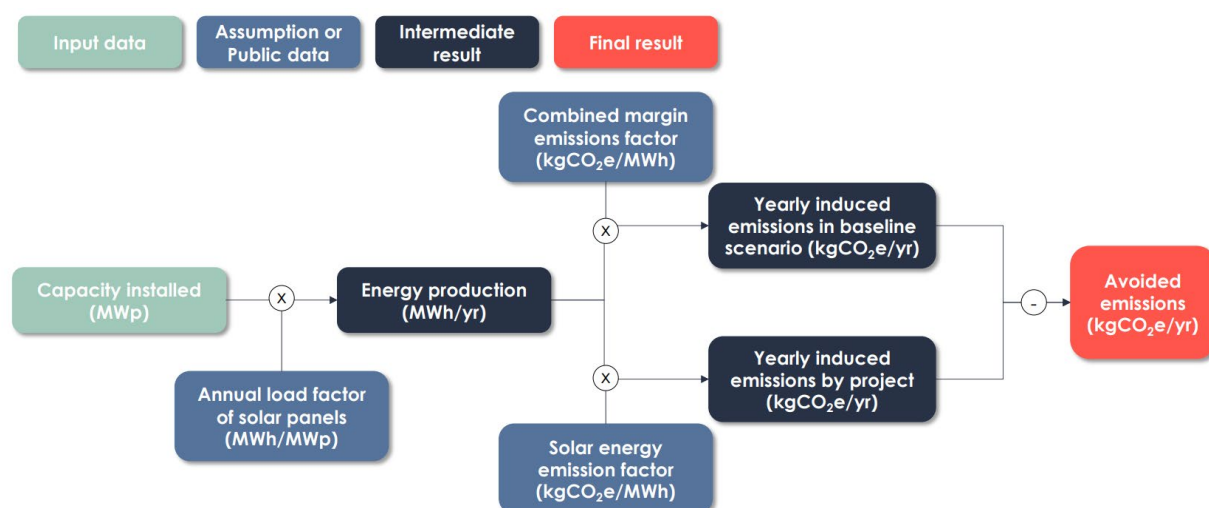 Input data
Assumption or
Public data
Intermediate
result
Final result
Combined margin
emissions factor
(kgCO₂e/MWh)
X
Yearly induced
emissions in baseline
scenario (kgCO₂e/yr)
Capacity installed
(MWp)
X
Energy production
(MWh/yr)
-
Avoided
emissions
(kgCO₂e/yr)
Annual load factor
of solar panels
(MWh/MWp)
X
Yearly induced
emissions by project
(kgCO₂e/yr)
Solar energy
emission factor
(kgCO₂e/MWh)